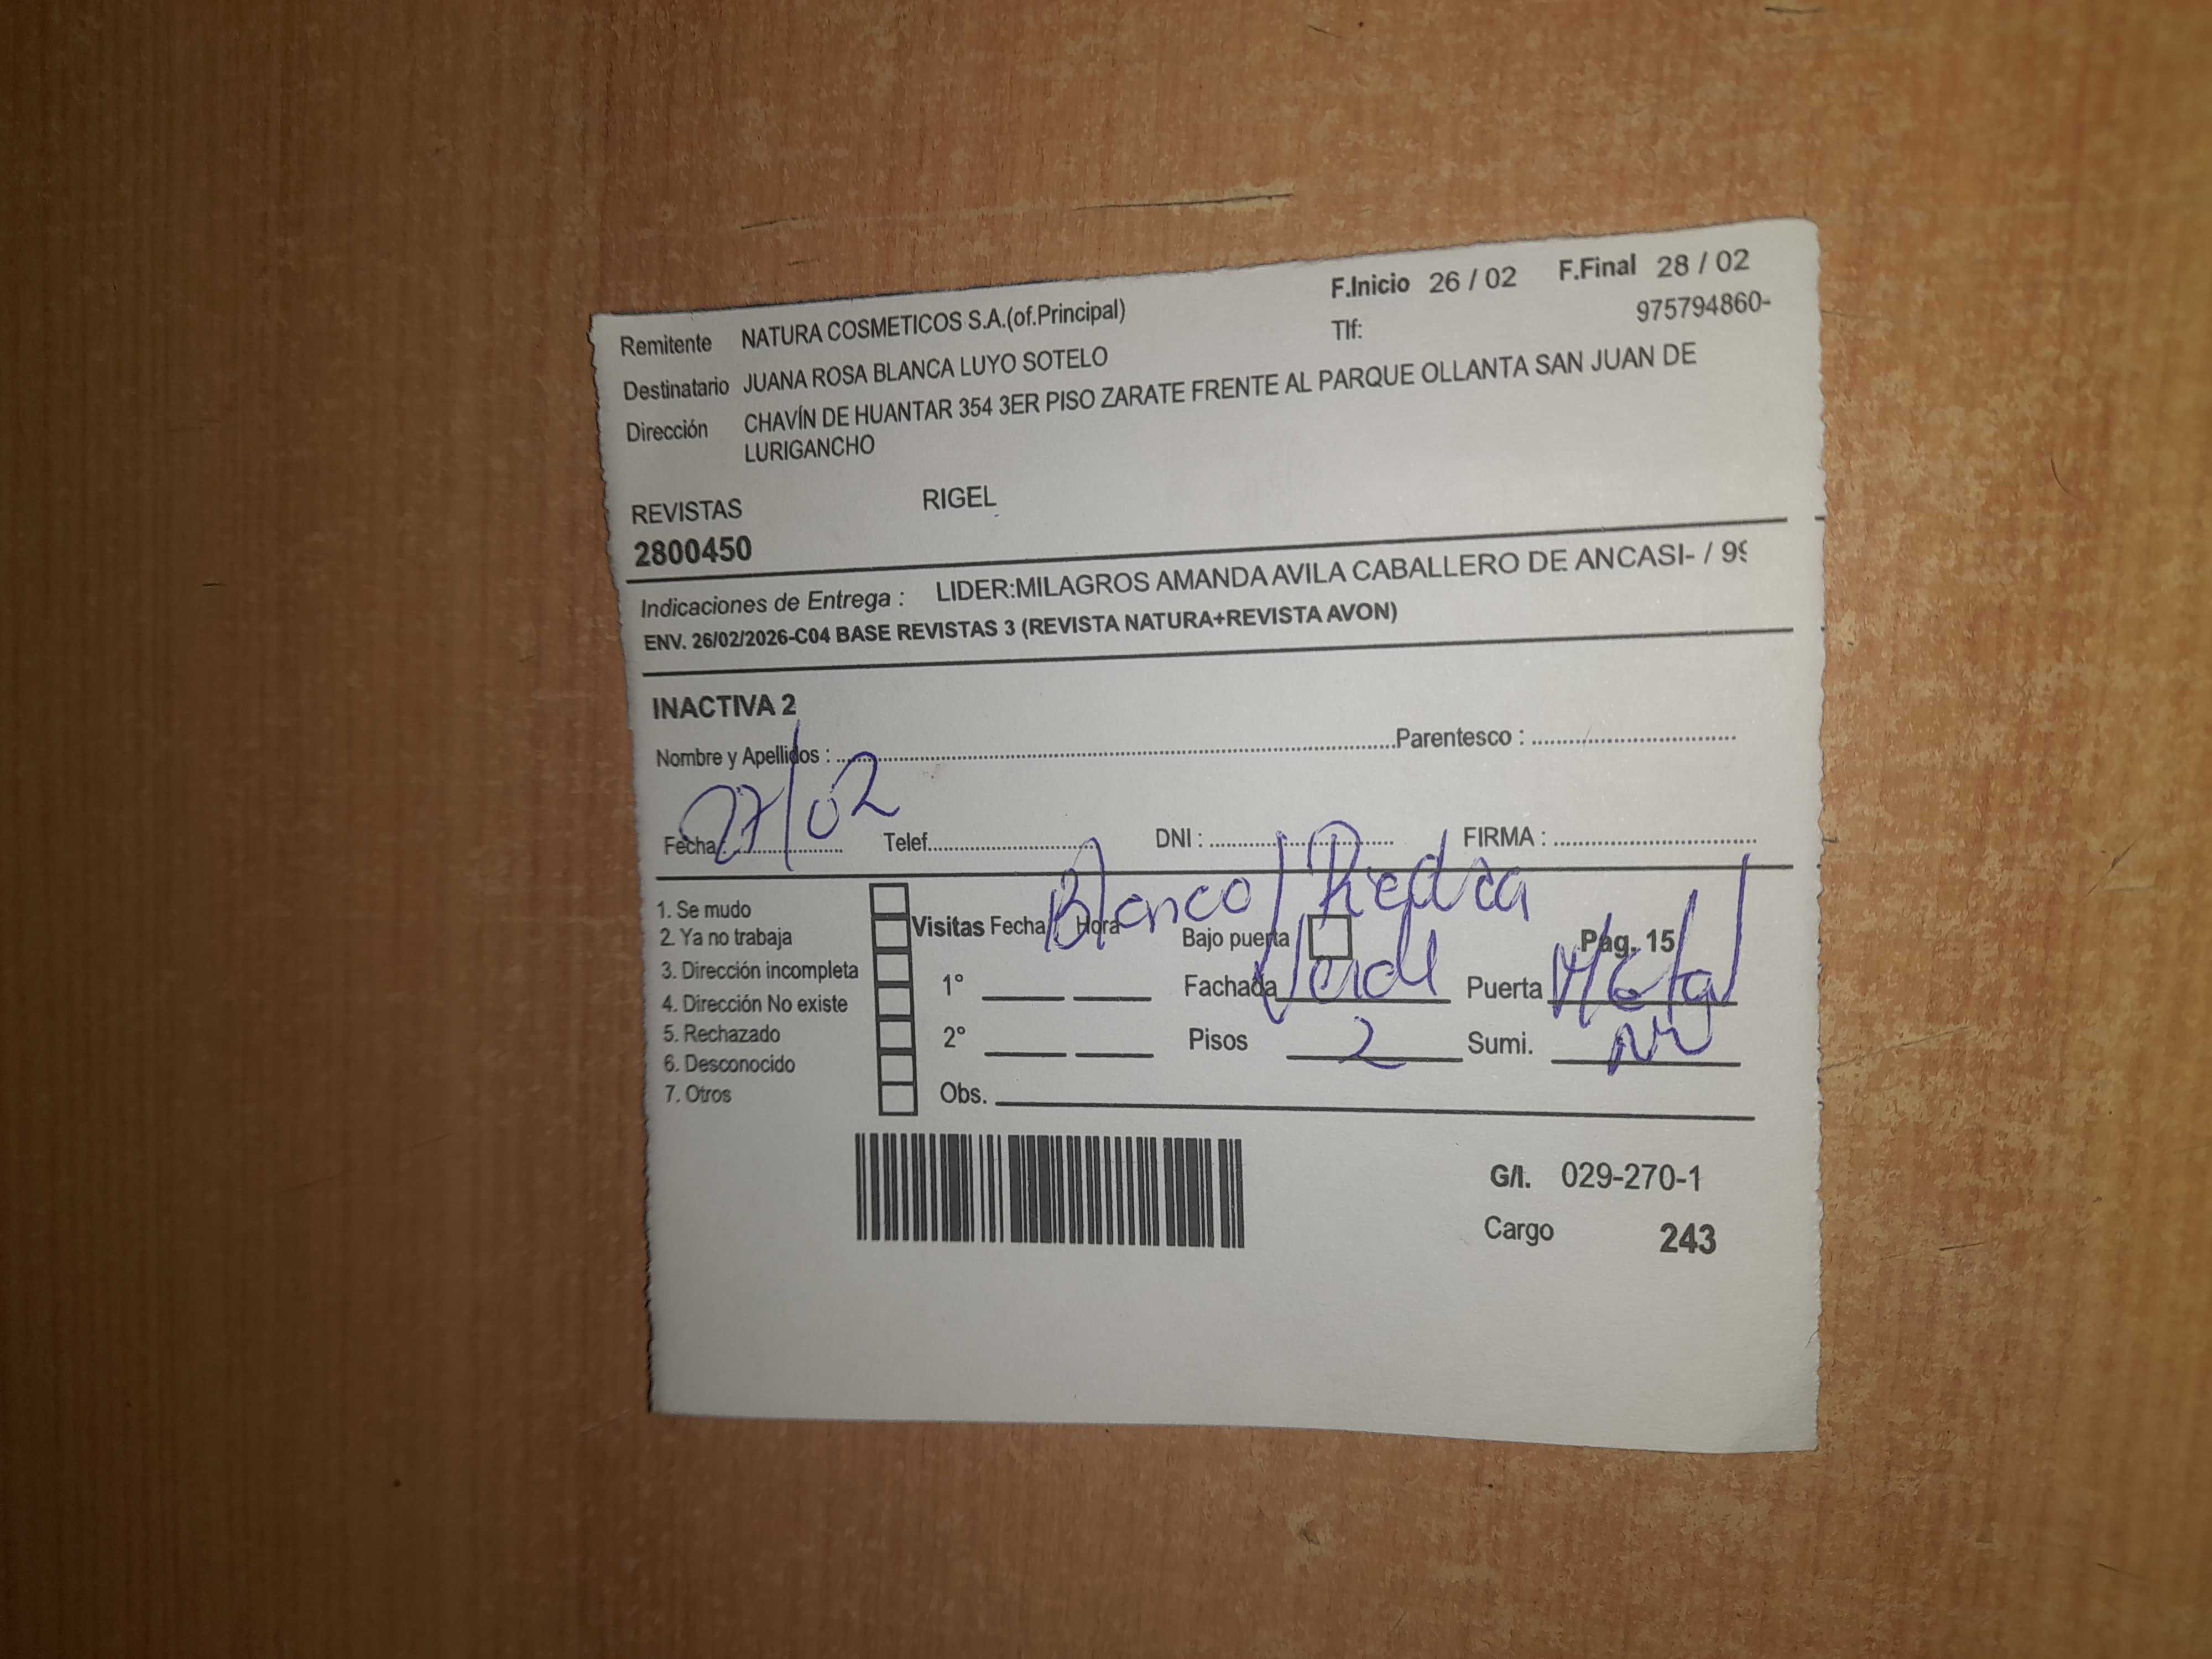 F.Inicio 26 / 02 F.Final 28 / 02
Remitente NATURA COSMETICOS S.A.(of.Principal) Tlf: 975794860-
Destinatario JUANA ROSA BLANCA LUYO SOTELO
Dirección CHAVÍN DE HUANTAR 354 3ER PISO ZARATE FRENTE AL PARQUE OLLANTA SAN JUAN DE
LURIGANCHO
REVISTAS RIGEL
2800450
Indicaciones de Entrega : LIDER:MILAGROS AMANDA AVILA CABALLERO DE ANCASI- / 99
ENV. 26/02/2026-C04 BASE REVISTAS 3 (REVISTA NATURA+REVISTA AVON)
INACTIVA 2
Nombre y Apellidos : Parentesco :
Fecha : 27/02 Telef. DNI : FIRMA :
Blanco/Piedra
1. Se mudo
2. Ya no trabaja
3. Dirección incompleta
4. Dirección No existe
5. Rechazado
6. Desconocido
7. Otros
Visitas Fecha Hora Bajo puerta Pág. 15
1° Fachada Verde Puerta Metal
2° Pisos 2 Sumi.
Obs.
G/I. 029-270-1
Cargo 243